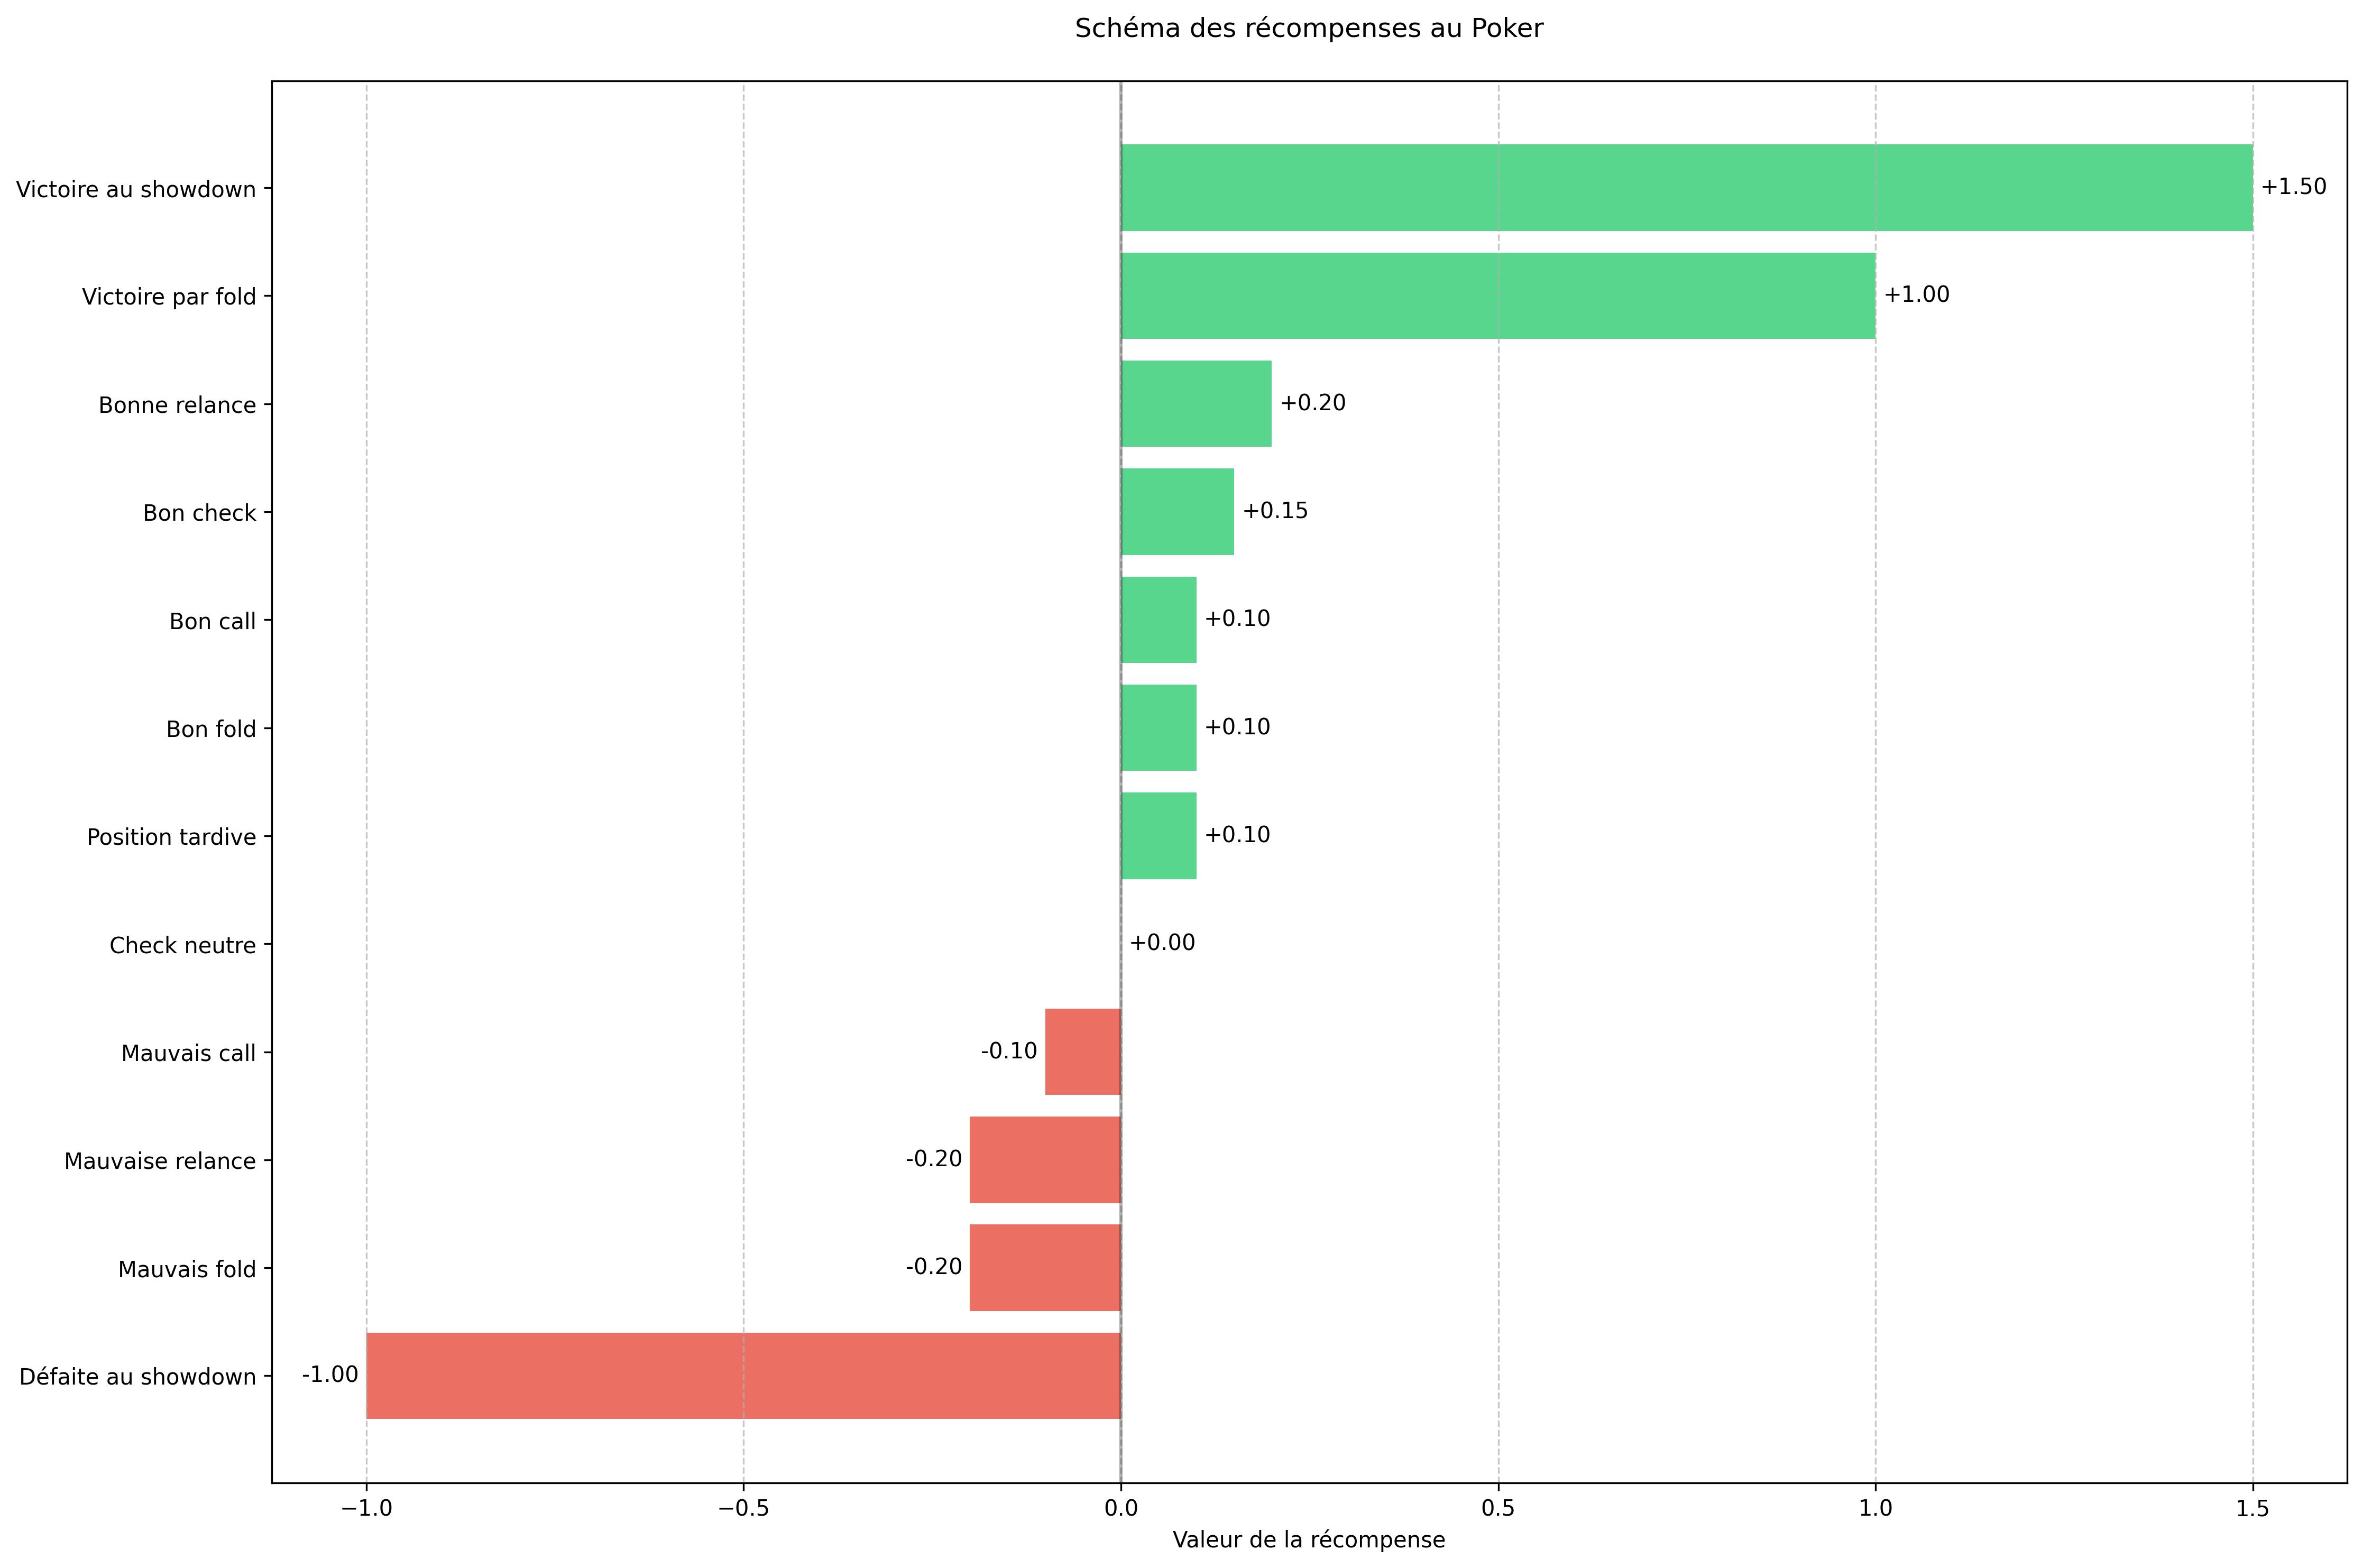 Schéma des récompenses au Poker
Victoire au showdown +1.50
Victoire par fold +1.00
Bonne relance +0.20
Bon check +0.15
Bon call +0.10
Bon fold +0.10
Position tardive +0.10
Check neutre +0.00
Mauvais call -0.10
Mauvaise relance -0.20
Mauvais fold -0.20
Défaite au showdown -1.00
−1.0 −0.5 0.0 0.5 1.0 1.5
Valeur de la récompense